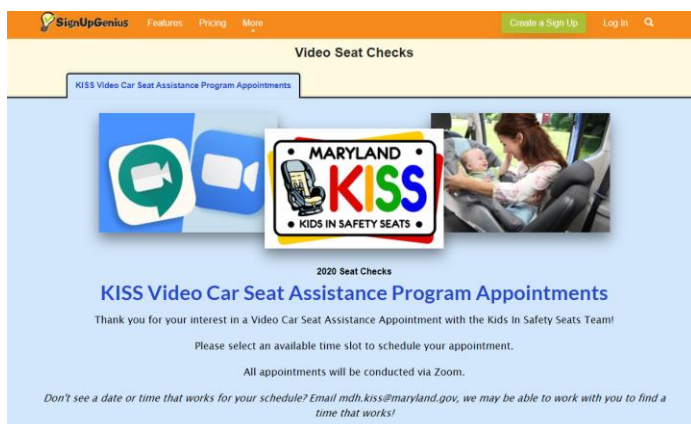 SignUpGenius Features Pricing More Create a Sign Up Log In
Video Seat Checks
KISS Video Car Seat Assistance Program Appointments
• MARYLAND •
KISS
• KIDS IN SAFETY SEATS •
2020 Seat Checks
KISS Video Car Seat Assistance Program Appointments
Thank you for your interest in a Video Car Seat Assistance Appointment with the Kids In Safety Seats Team!
Please select an available time slot to schedule your appointment.
All appointments will be conducted via Zoom.
Don't see a date or time that works for your schedule? Email mdh.kiss@maryland.gov, we may be able to work with you to find a
time that works!